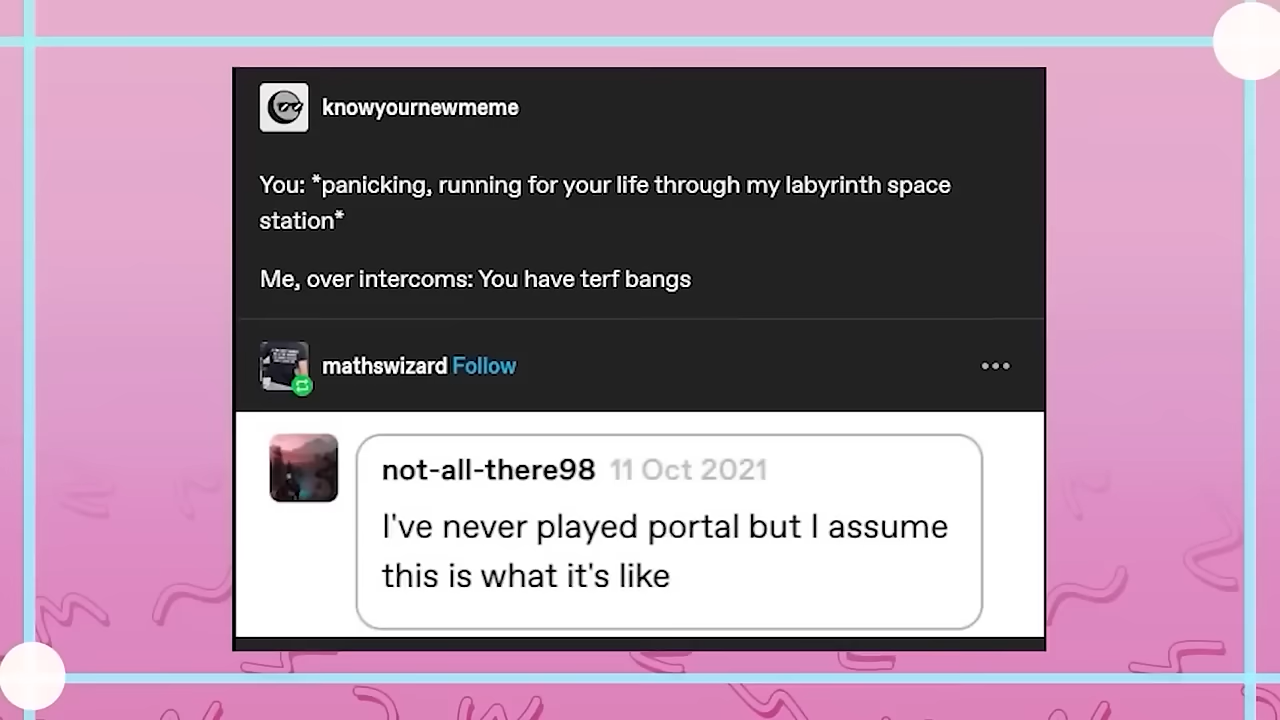 knowyournewmeme
You: *panicking, running for your life through my labyrinth space
station*
Me, over intercoms: You have terf bangs
mathswizard Follow
not-all-there98 11 Oct 2021
I've never played portal but I assume
this is what it's like